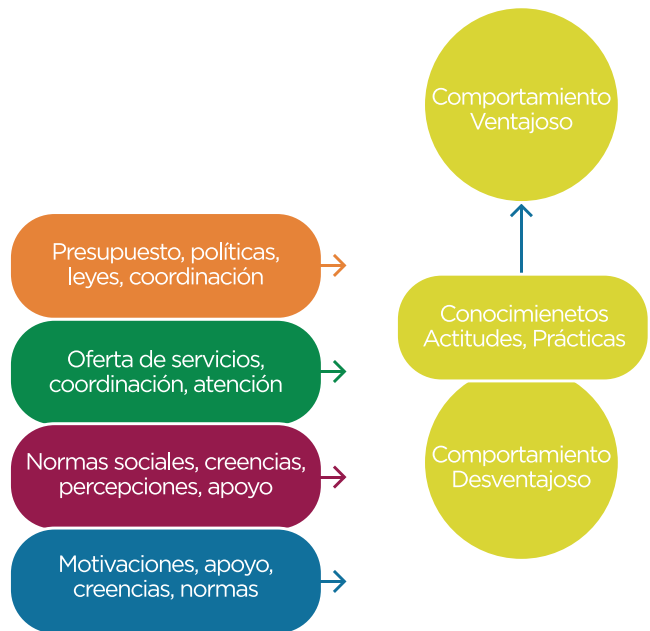 Comportamiento
Ventajoso
Presupuesto, políticas,
leyes, coordinación
Conocimienetos
Actitudes, Prácticas
Oferta de servicios,
coordinación, atención
Normas sociales, creencias,
percepciones, apoyo
Comportamiento
Desventajoso
Motivaciones, apoyo,
creencias, normas